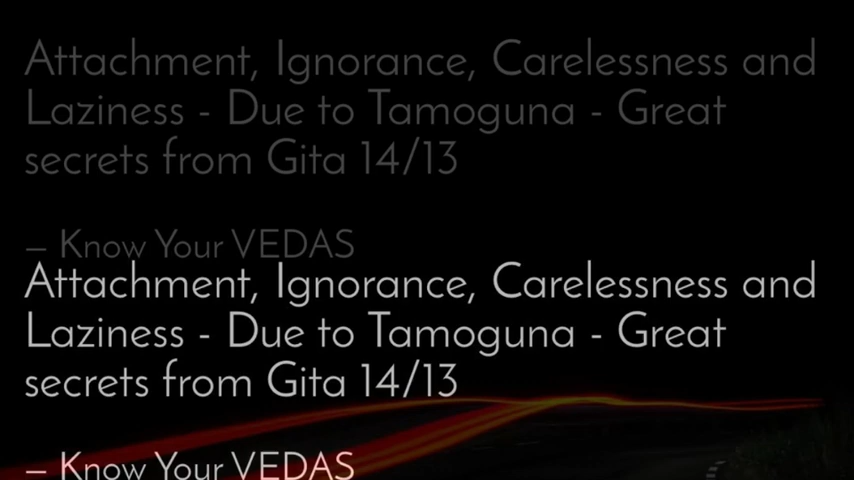 Attachment, Ignorance, Carelessness and
Laziness - Due to Tamoguna - Great
secrets from Gita 14/13
– Know Your VEDAS
Attachment, Ignorance, Carelessness and
Laziness - Due to Tamoguna - Great
secrets from Gita 14/13
– Know Your VEDAS